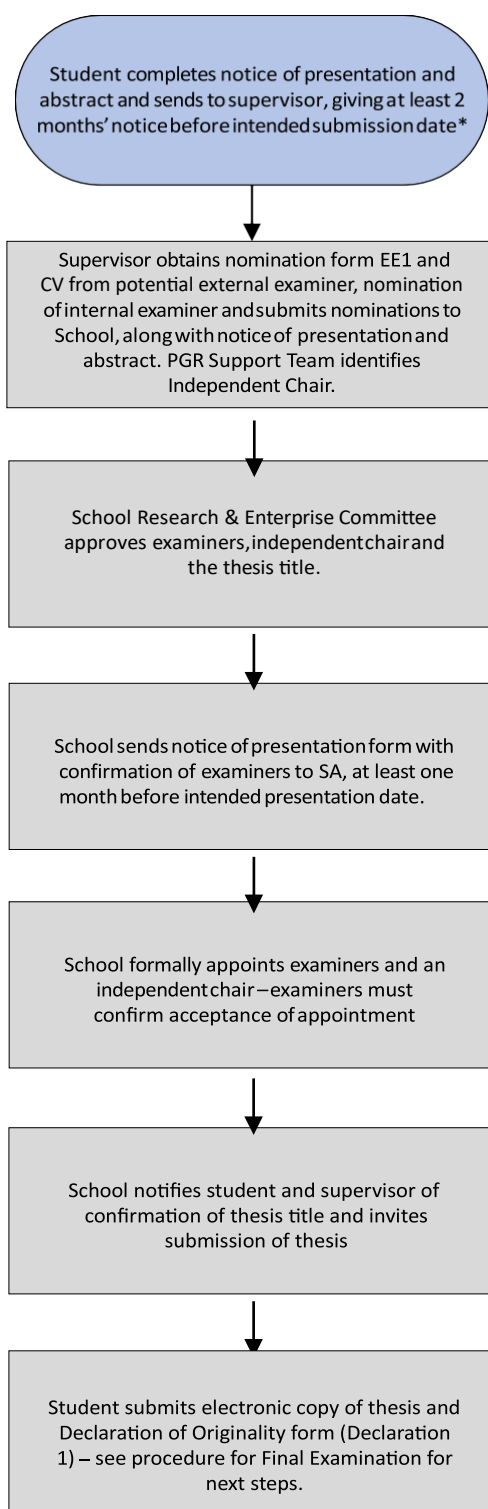 Student completes notice of presentation and
abstract and sends to supervisor, giving at least 2
months’ notice before intended submission date*
Supervisor obtains nomination form EE1 and
CV from potential external examiner, nomination
of internal examiner and submits nominations to
School, along with notice of presentation and
abstract. PGR Support Team identifies
Independent Chair.
School Research & Enterprise Committee
approves examiners, independent chair and
the thesis title.
School sends notice of presentation form with
confirmation of examiners to SA, at least one
month before intended presentation date.
School formally appoints examiners and an
independent chair – examiners must
confirm acceptance of appointment
School notifies student and supervisor of
confirmation of thesis title and invites
submission of thesis
Student submits electronic copy of thesis and
Declaration of Originality form (Declaration
1) – see procedure for Final Examination for
next steps.